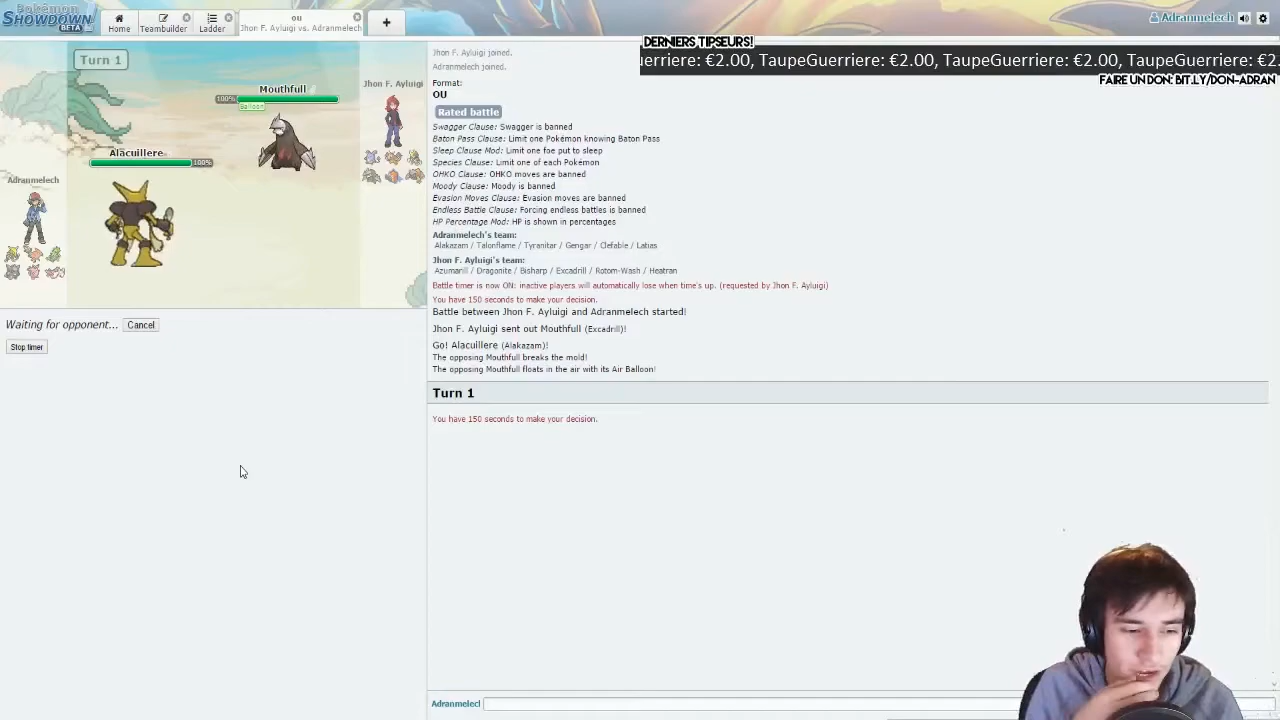 Pokémon
SHOWDOWN
BETA
Home
Teambuilder
Ladder
ou
Jhon F. Ayluigi vs. Adranmelech
Adranmelech
DERNIERS TIPSEURS!
uerriere: €2.00, TaupeGuerriere: €2.00, TaupeGuerriere: €2.00, TaupeGuerriere: €2.
FAIRE UN DON: BIT.LY/DON-ADRAN
Turn 1
Mouthfull
100%
Balloon
Jhon F. Ayluigi
Alacuillere
100%
Adranmelech
Waiting for opponent... Cancel
Stop timer
Jhon F. Ayluigi joined.
Adranmelech joined.
Format:
OU
Rated battle
Swagger Clause: Swagger is banned
Baton Pass Clause: Limit one Pokémon knowing Baton Pass
Sleep Clause Mod: Limit one foe put to sleep
Species Clause: Limit one of each Pokémon
OHKO Clause: OHKO moves are banned
Moody Clause: Moody is banned
Evasion Moves Clause: Evasion moves are banned
Endless Battle Clause: Forcing endless battles is banned
HP Percentage Mod: HP is shown in percentages
Adranmelech's team:
Alakazam / Talonflame / Tyranitar / Gengar / Clefable / Latias
Jhon F. Ayluigi's team:
Azumarill / Dragonite / Bisharp / Excadrill / Rotom-Wash / Heatran
Battle timer is now ON: inactive players will automatically lose when time's up. (requested by Jhon F. Ayluigi)
You have 150 seconds to make your decision.
Battle between Jhon F. Ayluigi and Adranmelech started!
Jhon F. Ayluigi sent out Mouthfull (Excadrill)!
Go! Alacuillere (Alakazam)!
The opposing Mouthfull breaks the mold!
The opposing Mouthfull floats in the air with its Air Balloon!
Turn 1
You have 150 seconds to make your decision.
Adranmelecl